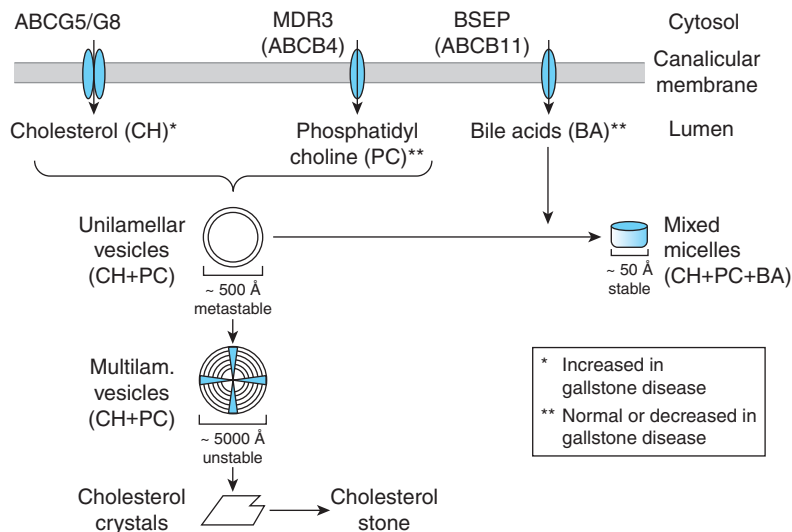 ABCG5/G8
MDR3
(ABCB4)
BSEP
(ABCB11)
Cytosol
Canalicular
membrane
Cholesterol (CH)*
Phosphatidyl
choline (PC)**
Bile acids (BA)**
Lumen
Unilamellar
vesicles
(CH+PC)
~ 500 Å
metastable
~ 50 Å
stable
Mixed
micelles
(CH+PC+BA)
Multilam.
vesicles
(CH+PC)
~ 5000 Å
unstable
* Increased in
gallstone disease
** Normal or decreased in
gallstone disease
Cholesterol
crystals
Cholesterol
stone